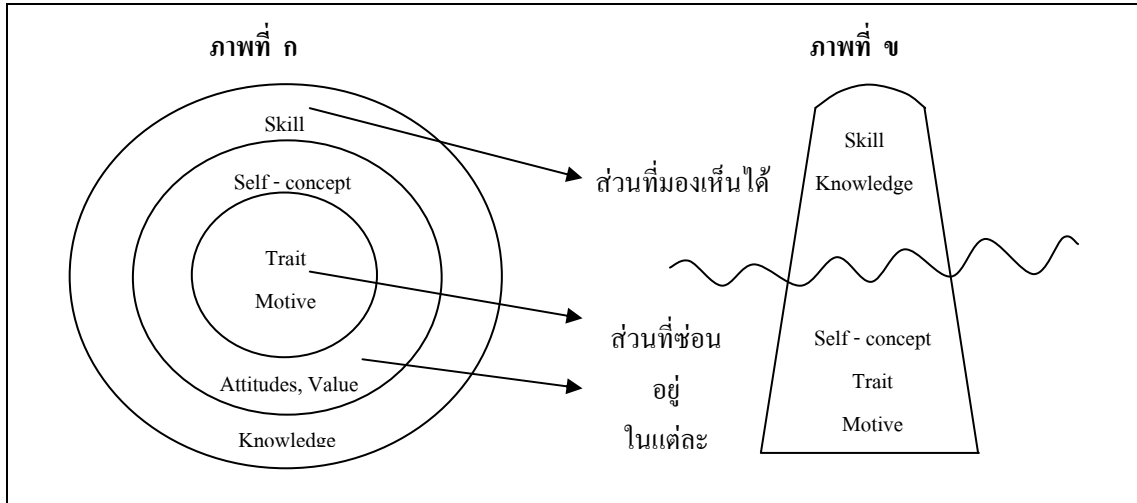 ภาพที่ ก
ภาพที่ ข
Skill
Self - concept
Trait
Motive
Attitudes, Value
Knowledge
ส่วนที่มองเห็นได้
ส่วนที่ซ่อน
อยู่
ในแต่ละ
Skill
Knowledge
Self - concept
Trait
Motive